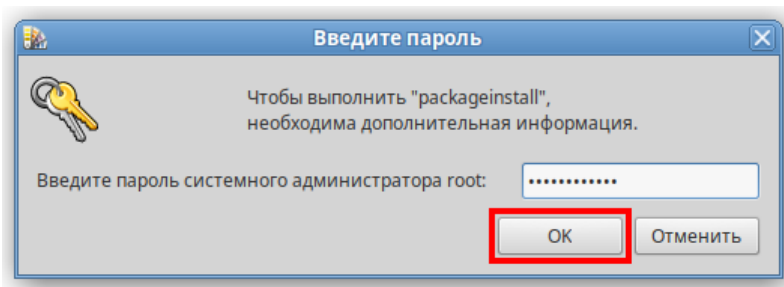 Введите пароль
Чтобы выполнить "packageinstall",
необходима дополнительная информация.
Введите пароль системного администратора root: ••••••••••••
OK
Отменить